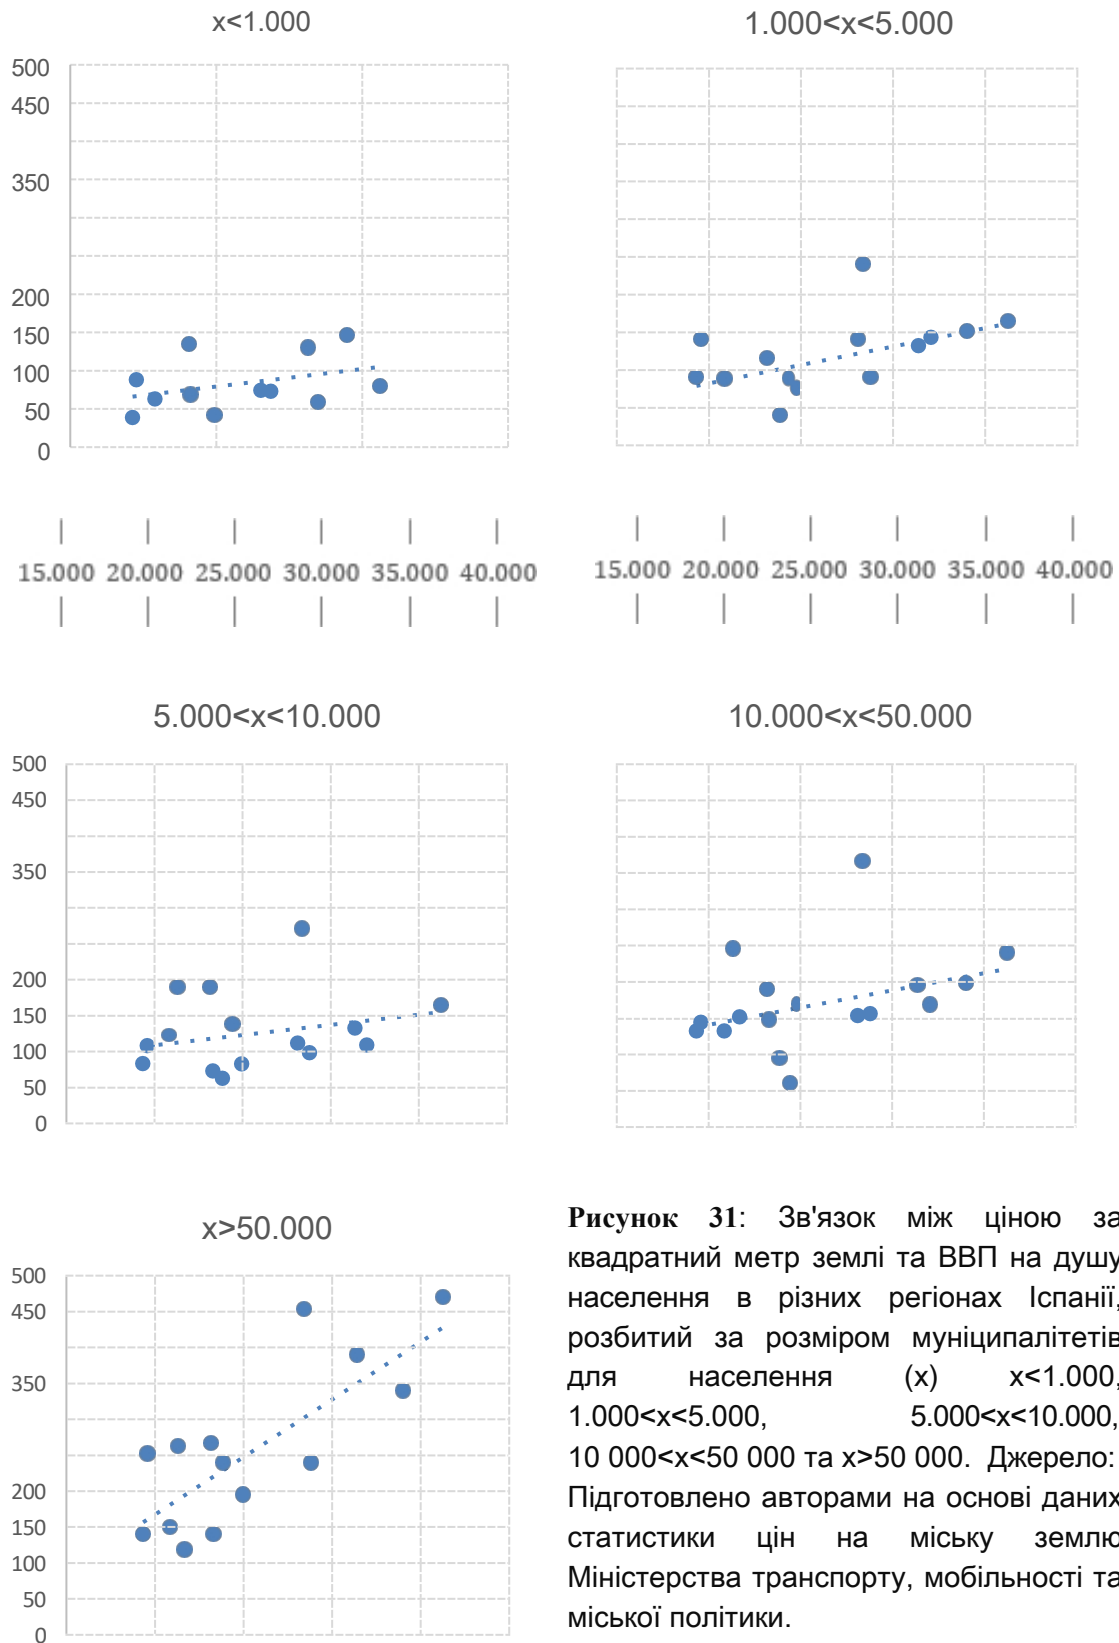 x<1.000
500
450
350
200
150
100
50
0
1.000<x<5.000
15.000 20.000 25.000 30.000 35.000 40.000
15.000 20.000 25.000 30.000 35.000 40.000
5.000<x<10.000
500
450
350
200
150
100
50
0
10.000<x<50.000
x>50.000
500
450
350
200
150
100
50
0
Рисунок 31: Зв'язок між ціною за
квадратний метр землі та ВВП на душу
населення в різних регіонах Іспанії,
розбитий за розміром муніципалітетів
для населення (x) x<1.000,
1.000<x<5.000, 5.000<x<10.000,
10 000<x<50 000 та x>50 000. Джерело:
Підготовлено авторами на основі даних
статистики цін на міську землю
Міністерства транспорту, мобільності та
міської політики.